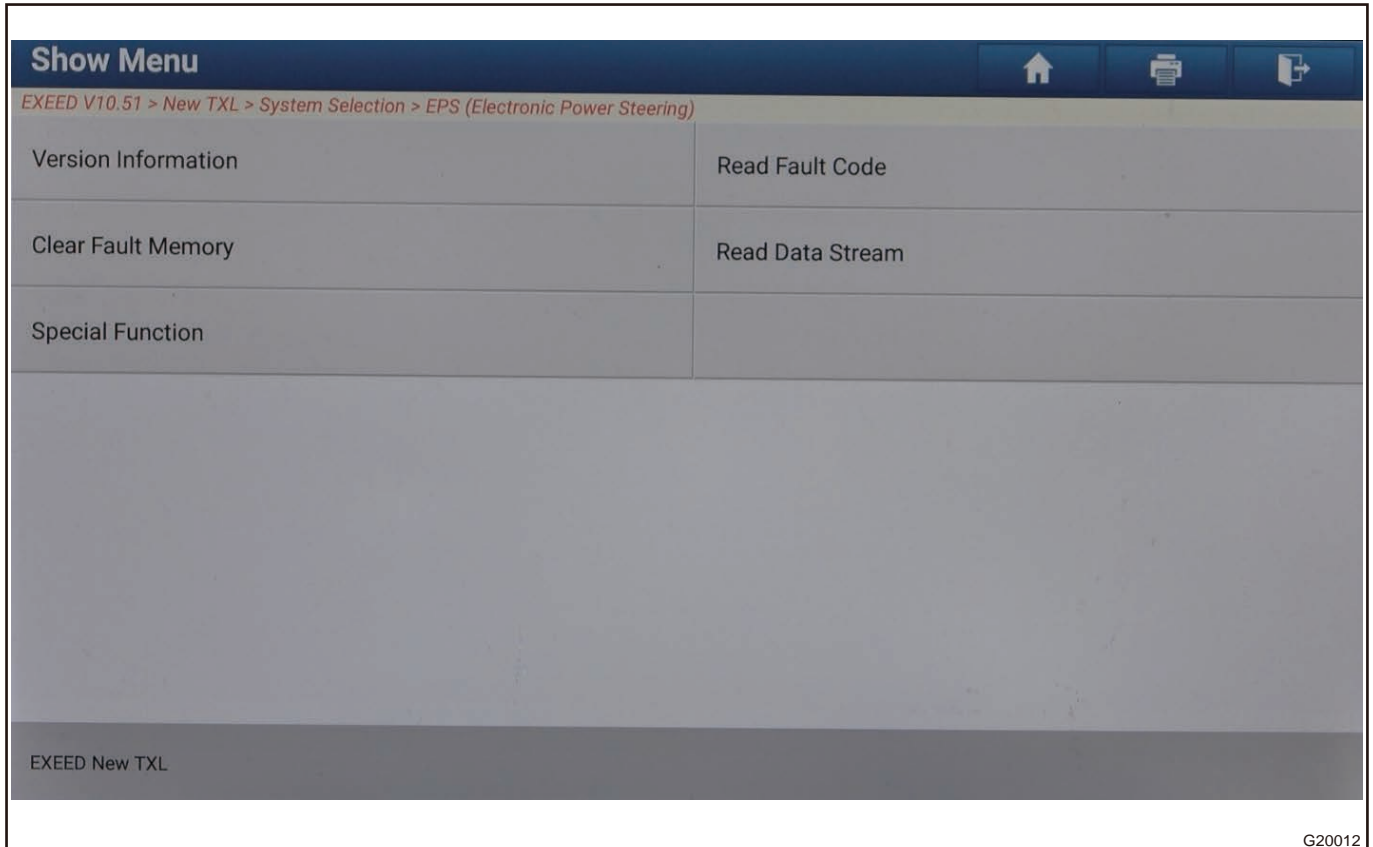 Show Menu
EXEED V10.51 > New TXL > System Selection > EPS (Electronic Power Steering)
Version Information
Read Fault Code
Clear Fault Memory
Read Data Stream
Special Function
EXEED New TXL
G20012